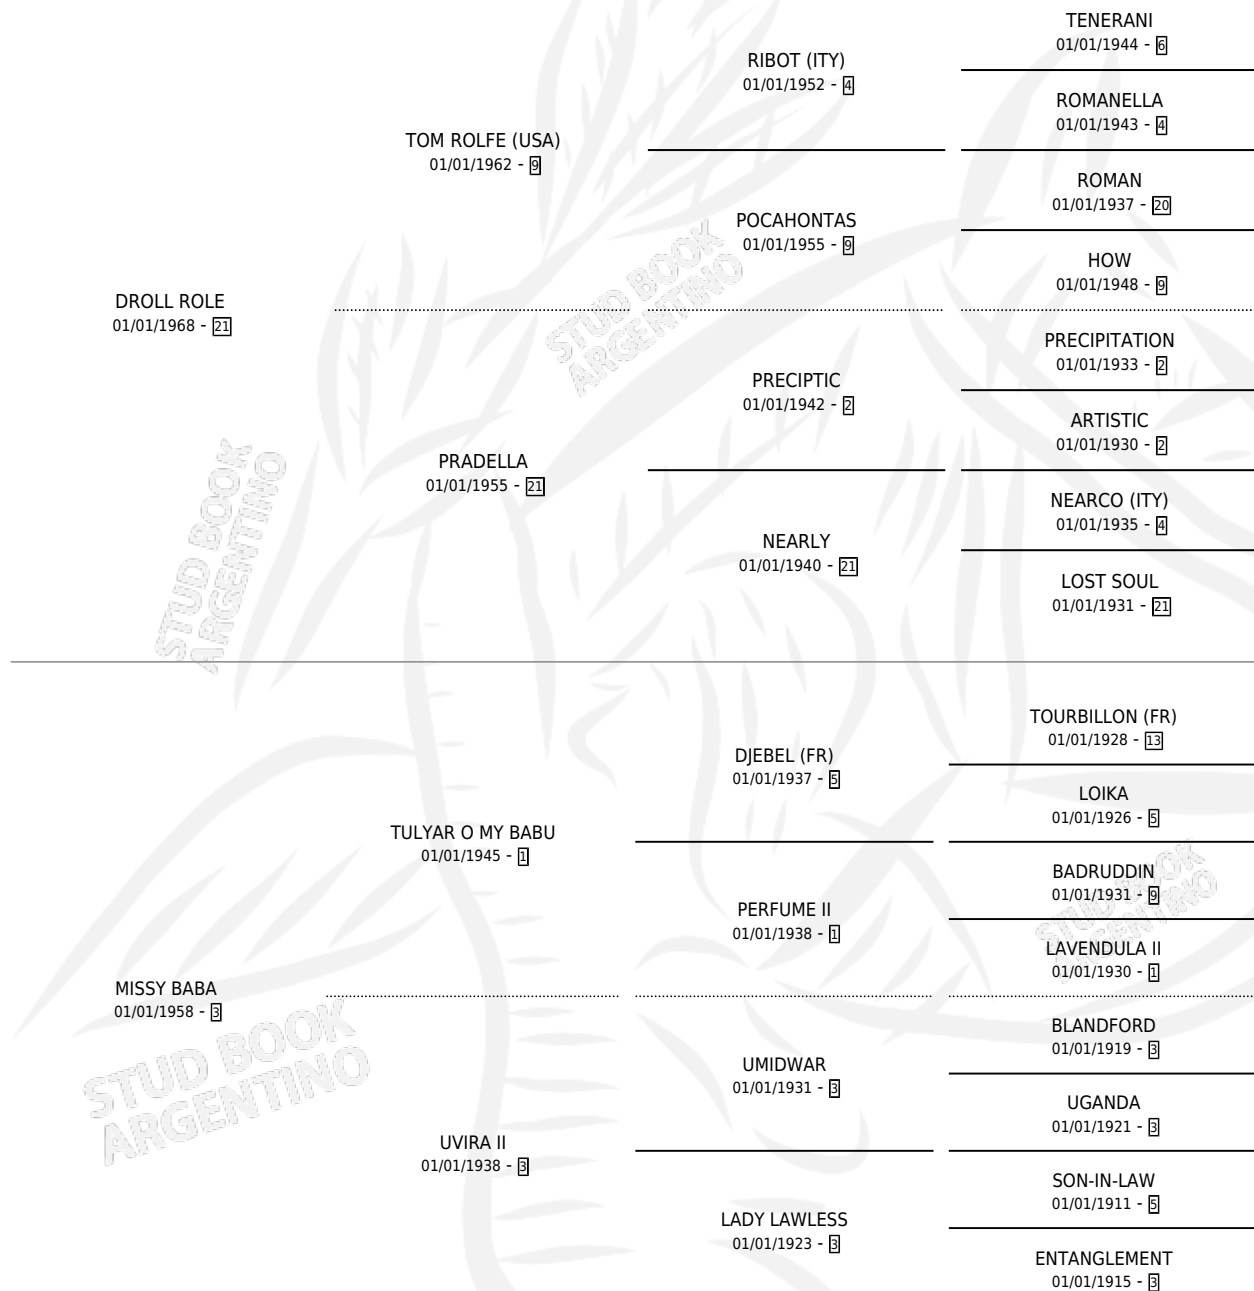 TENERANI
01/01/1944 - 6
RIBOT (ITY)
01/01/1952 - 4
ROMANELLA
01/01/1943 - 4
TOM ROLFE (USA)
01/01/1962 - 9
ROMAN
01/01/1937 - 20
POCAHONTAS
01/01/1955 - 9
HOW
01/01/1948 - 9
DROLL ROLE
01/01/1968 - 21
STUD BOOK
ARGENTINO
PRECIPITATION
01/01/1933 - 2
PRECIPTIC
01/01/1942 - 2
ARTISTIC
01/01/1930 - 2
PRADELLA
01/01/1955 - 21
NEARCO (ITY)
01/01/1935 - 4
NEARLY
01/01/1940 - 21
LOST SOUL
01/01/1931 - 21
STUD BOOK
ARGENTINO
TOURBILLON (FR)
01/01/1928 - 13
DJEBEL (FR)
01/01/1937 - 5
LOIKA
01/01/1926 - 5
TULYAR O MY BABU
01/01/1945 - 1
BADRUDDIN
01/01/1931 - 9
PERFUME II
01/01/1938 - 1
LAVENDULA II
01/01/1930 - 1
STUD BOOK
ARGENTINO
MISSY BABA
01/01/1958 - 3
BLANDFORD
01/01/1919 - 3
UMIDWAR
01/01/1931 - 3
UGANDA
01/01/1921 - 3
STUD BOOK
ARGENTINO
UVIRA II
01/01/1938 - 3
SON-IN-LAW
01/01/1911 - 5
LADY LAWLESS
01/01/1923 - 3
ENTANGLEMENT
01/01/1915 - 3